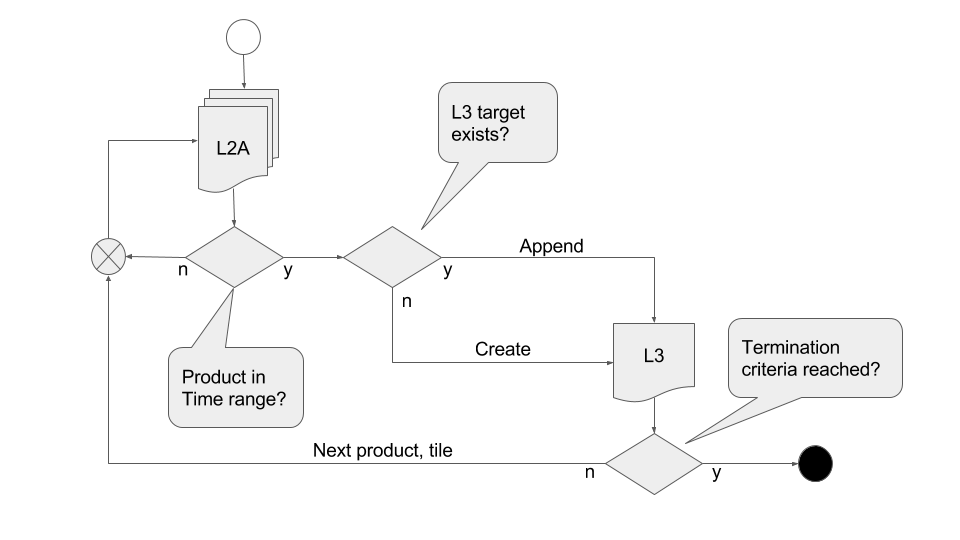 L3 target
exists?
L2A
Append
n
y
y
n
L3
Create
Termination
criteria reached?
Product in
Time range?
Next product, tile
n
y